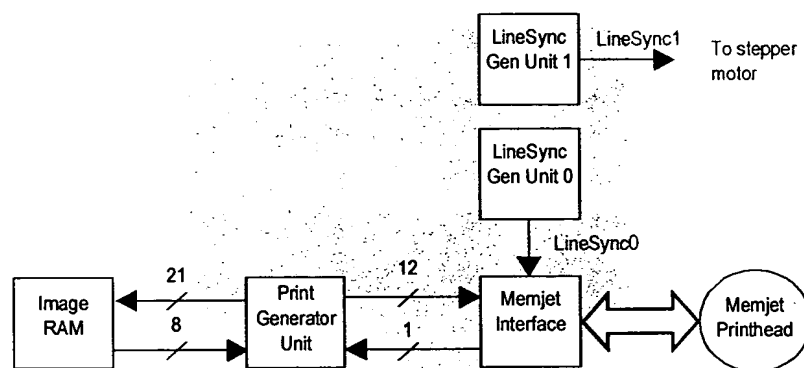 LineSync
Gen Unit 1
LineSync1
To stepper
motor
LineSync
Gen Unit 0
LineSync0
21
12
Image
RAM
Print
Generator
Unit
Memjet
Interface
Memjet
Printhead
8
1